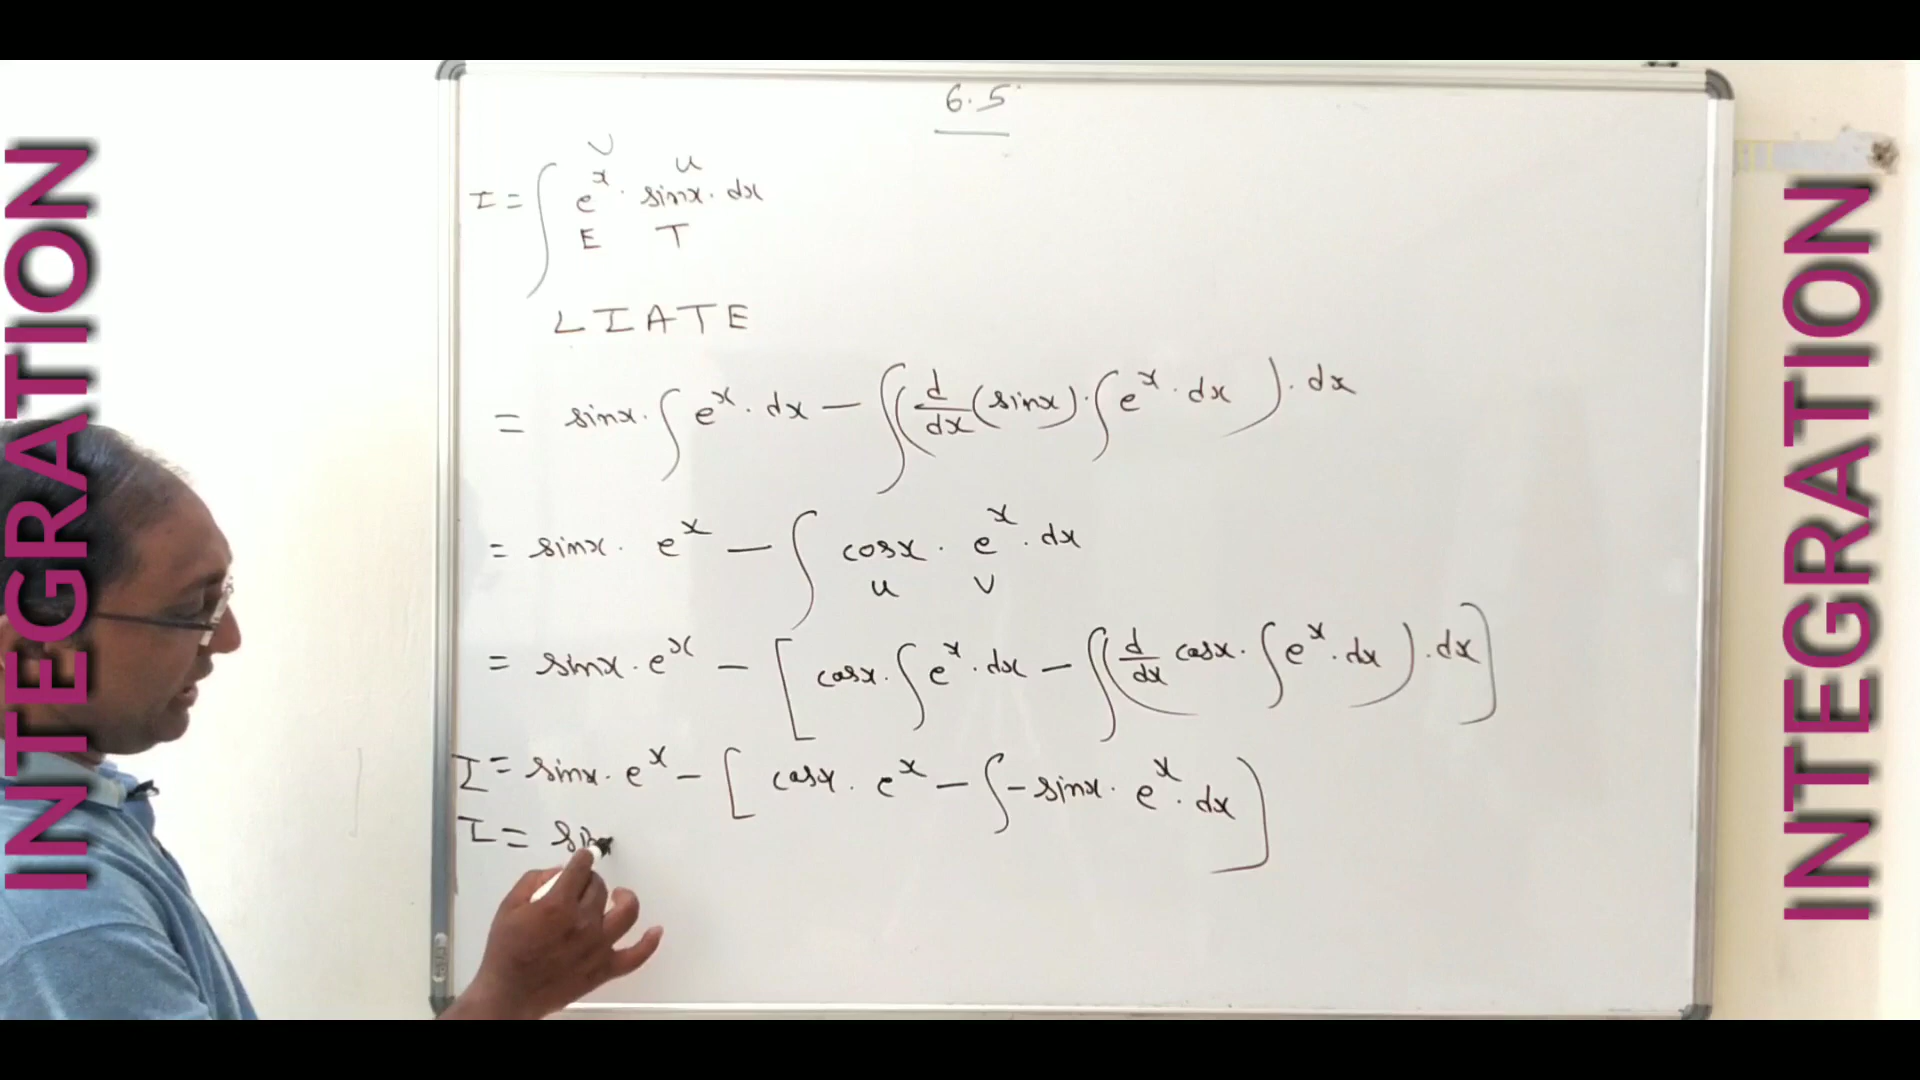 INTEGRATION
6.5
V u
I = ∫ e^x . sinx . dx
E T
LIATE
= sinx . ∫ e^x . dx — ∫ ( d/dx (sinx) . ∫ e^x . dx ) . dx
= sinx . e^x — ∫ cosx . e^x . dx
u v
= sinx . e^x — [ cosx . ∫ e^x . dx — ∫ ( d/dx cosx . ∫ e^x . dx ) . dx ]
I = sinx . e^x — [ cosx . e^x — ∫ -sinx . e^x . dx ]
I = sin
INTEGRATION